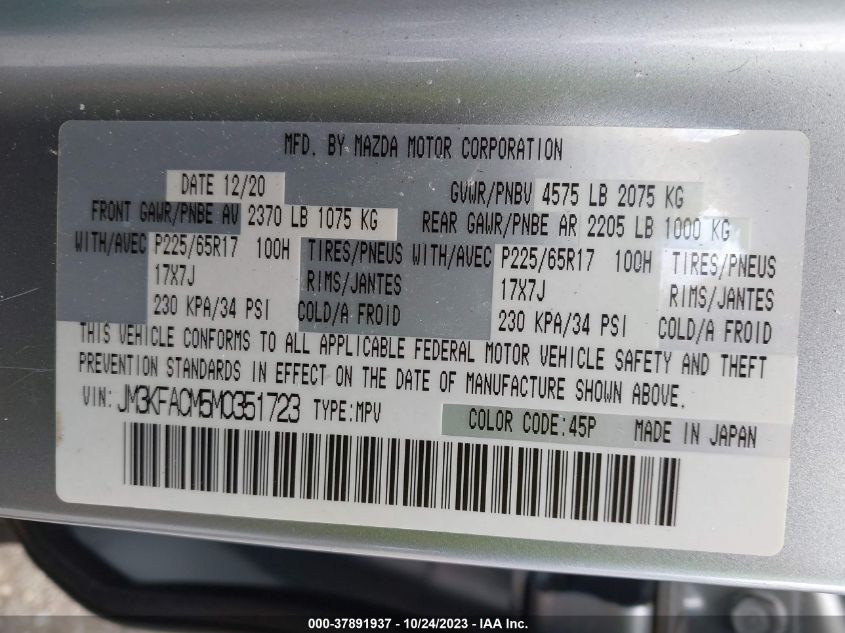 MFD. BY MAZDA MOTOR CORPORATION
DATE 12/20 GVWR/PNBV 4575 LB 2075 KG
FRONT GAWR/PNBE AV 2370 LB 1075 KG REAR GAWR/PNBE AR 2205 LB 1000 KG
WITH/AVEC P225/65R17 100H TIRES/PNEUS WITH/AVEC P225/65R17 100H TIRES/PNEUS
17X7J RIMS/JANTES 17X7J RIMS/JANTES
230 KPA/34 PSI COLD/A FROID 230 KPA/34 PSI COLD/A FROID
THIS VEHICLE CONFORMS TO ALL APPLICABLE FEDERAL MOTOR VEHICLE SAFETY AND THEFT
PREVENTION STANDARDS IN EFFECT ON THE DATE OF MANUFACTURE SHOWN ABOVE.
VIN: JM3KFACM5M0351723 TYPE:MPV COLOR CODE:45P MADE IN JAPAN
000-37891937 - 10/24/2023 - IAA Inc.